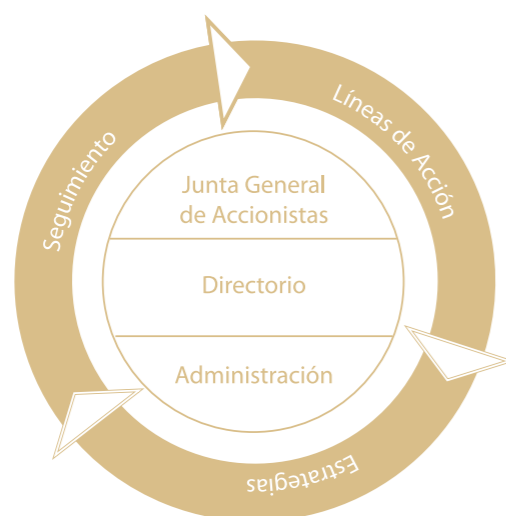 Líneas de Acción
Seguimiento
Junta General
de Accionistas
Directorio
Administración
Estrategias